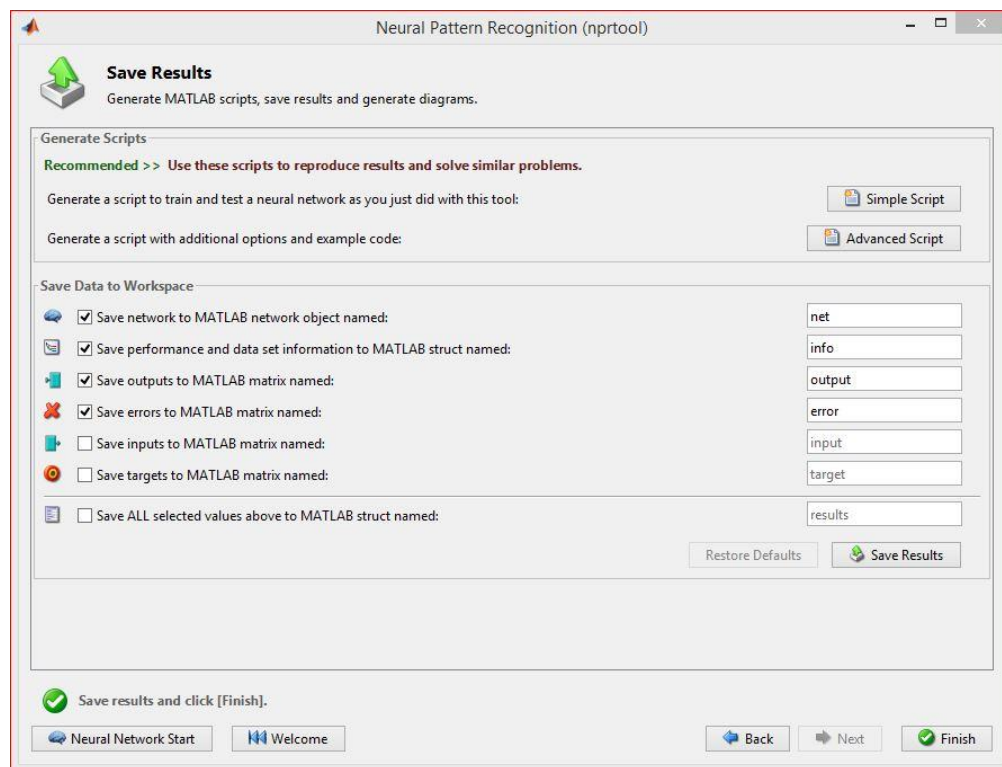 Neural Pattern Recognition (nprtool)
Save Results
Generate MATLAB scripts, save results and generate diagrams.
Generate Scripts
Recommended >> Use these scripts to reproduce results and solve similar problems.
Generate a script to train and test a neural network as you just did with this tool:
Simple Script
Generate a script with additional options and example code:
Advanced Script
Save Data to Workspace
Save network to MATLAB network object named:
net
Save performance and data set information to MATLAB struct named:
info
Save outputs to MATLAB matrix named:
output
Save errors to MATLAB matrix named:
error
Save inputs to MATLAB matrix named:
input
Save targets to MATLAB matrix named:
target
Save ALL selected values above to MATLAB struct named:
results
Restore Defaults
Save Results
Save results and click [Finish].
Neural Network Start
Welcome
Back
Next
Finish